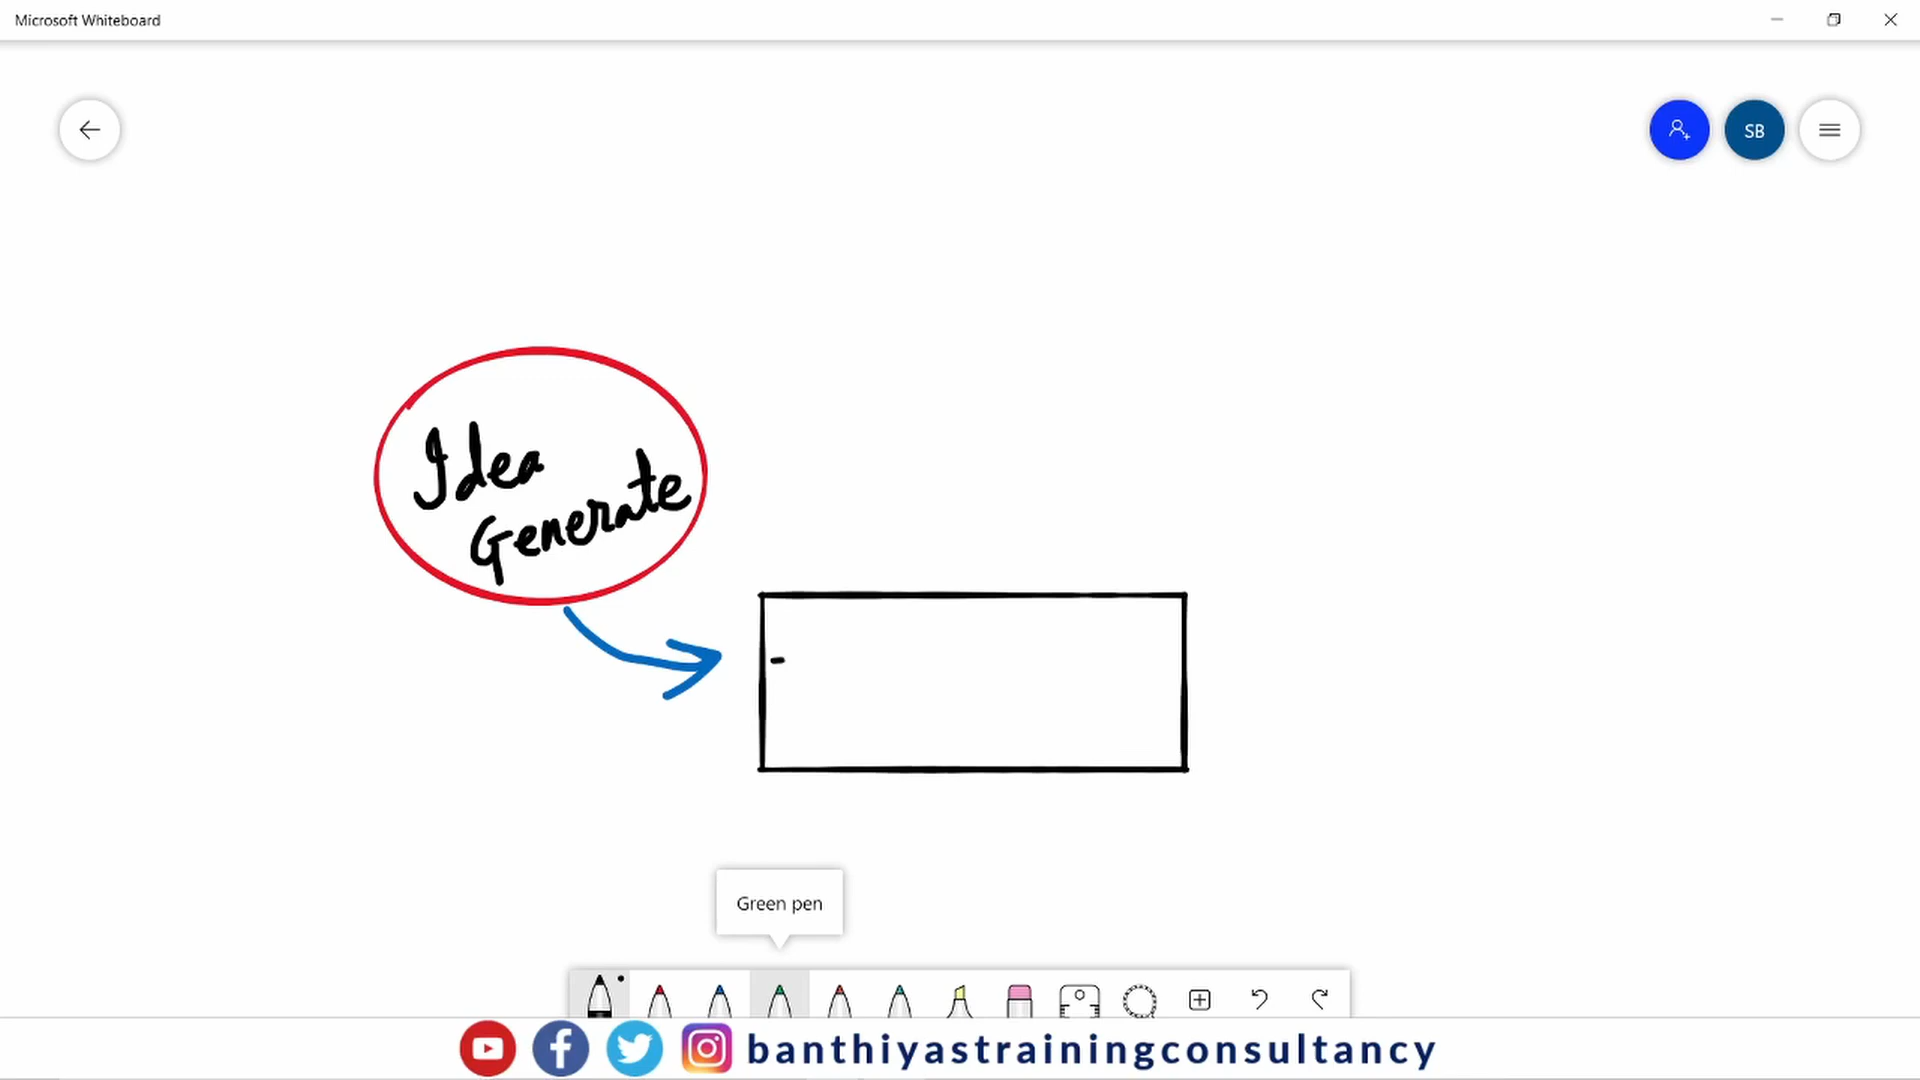 Microsoft Whiteboard
SB
Idea
Generate
-
Green pen
banthiyastrainingconsultancy